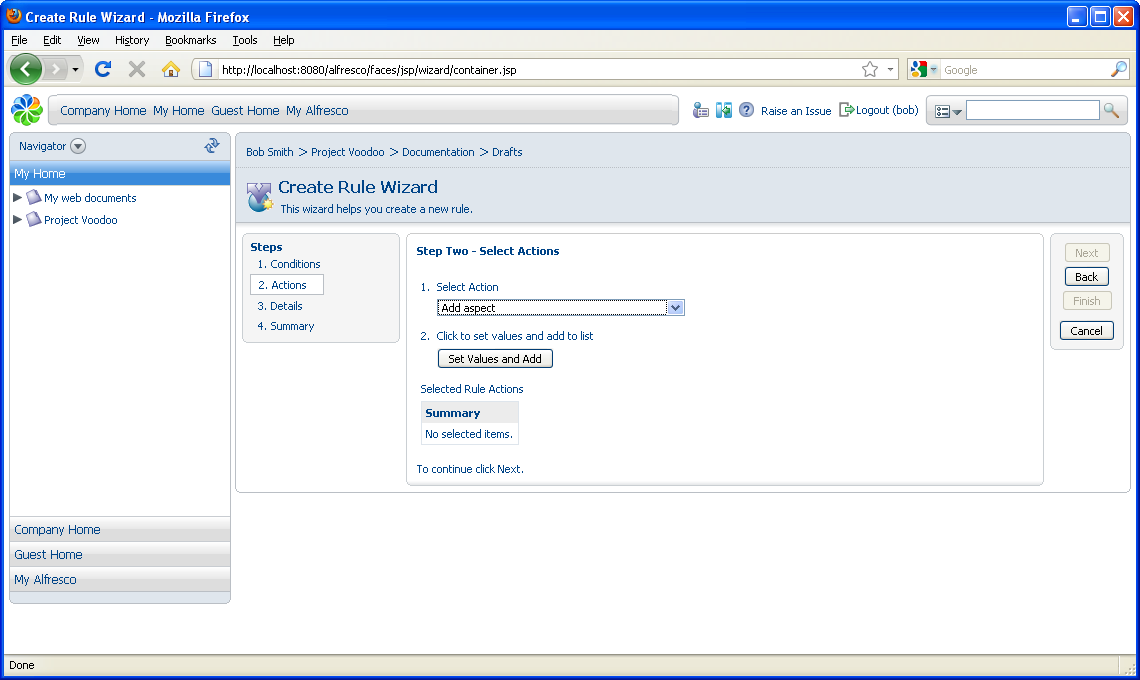 Create Rule Wizard - Mozilla Firefox
File Edit View History Bookmarks Tools Help
http://localhost:8080/alfresco/faces/jsp/wizard/container.jsp
Google
Company Home My Home Guest Home My Alfresco
Raise an Issue Logout (bob)
Navigator
My Home
My web documents
Project Voodoo
Company Home
Guest Home
My Alfresco
Bob Smith > Project Voodoo > Documentation > Drafts
Create Rule Wizard
This wizard helps you create a new rule.
Steps
1. Conditions
2. Actions
3. Details
4. Summary
Step Two - Select Actions
1. Select Action
Add aspect
2. Click to set values and add to list
Set Values and Add
Selected Rule Actions
Summary
No selected items.
To continue click Next.
Next
Back
Finish
Cancel
Done